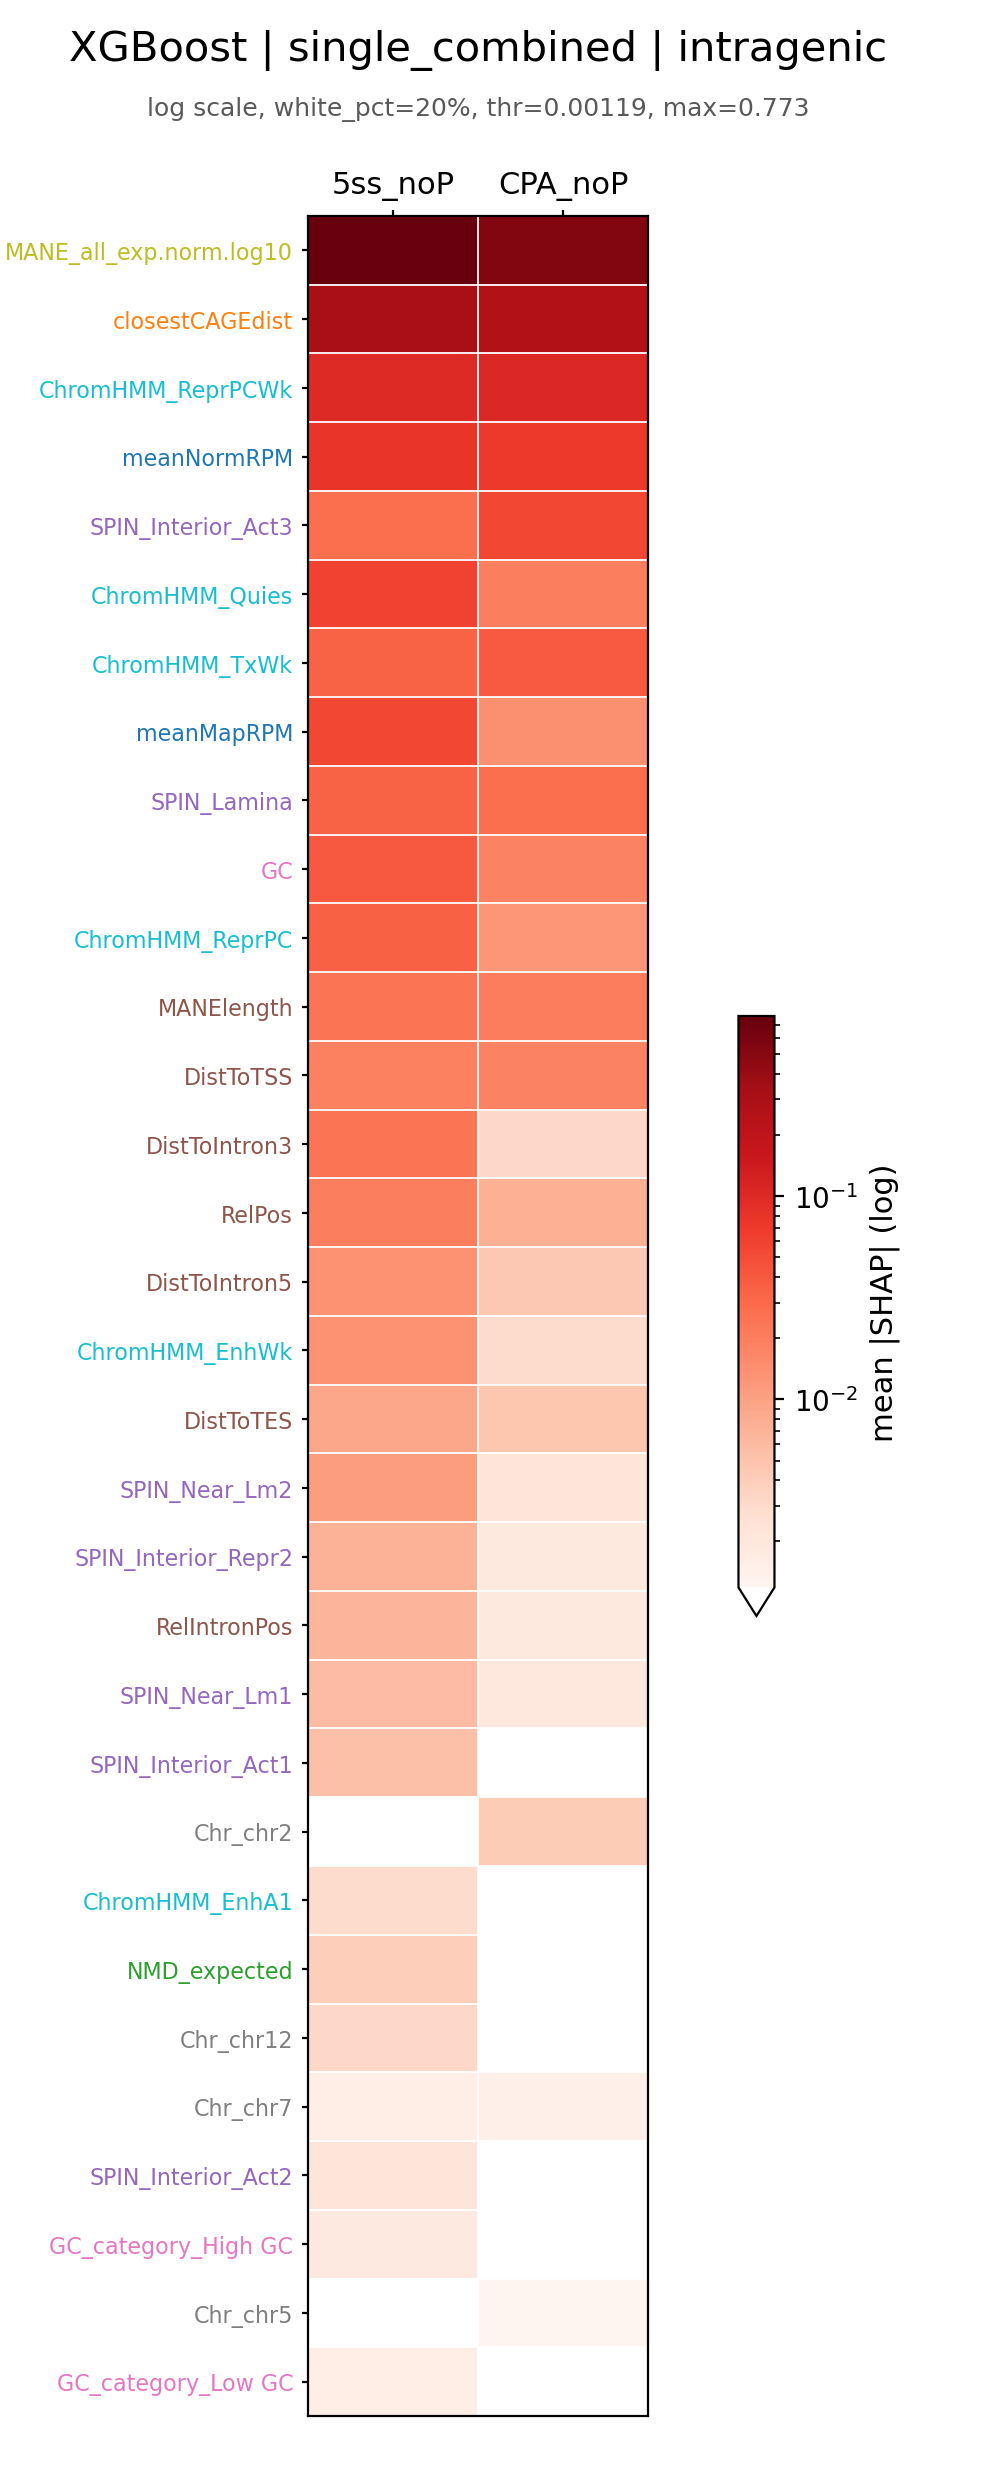 XGBoost | single_combined | intragenic
log scale, white_pct=20%, thr=0.00119, max=0.773
5ss_noP CPA_noP
MANE_all_exp.norm.log10
closestCAGEdist
ChromHMM_ReprPCWk
meanNormRPM
SPIN_Interior_Act3
ChromHMM_Quies
ChromHMM_TxWk
meanMapRPM
SPIN_Lamina
GC
ChromHMM_ReprPC
MANElength
DistToTSS
DistToIntron3
RelPos
DistToIntron5
ChromHMM_EnhWk
DistToTES
SPIN_Near_Lm2
SPIN_Interior_Repr2
RelIntronPos
SPIN_Near_Lm1
SPIN_Interior_Act1
Chr_chr2
ChromHMM_EnhA1
NMD_expected
Chr_chr12
Chr_chr7
SPIN_Interior_Act2
GC_category_High GC
Chr_chr5
GC_category_Low GC
10⁻¹
10⁻²
mean |SHAP| (log)